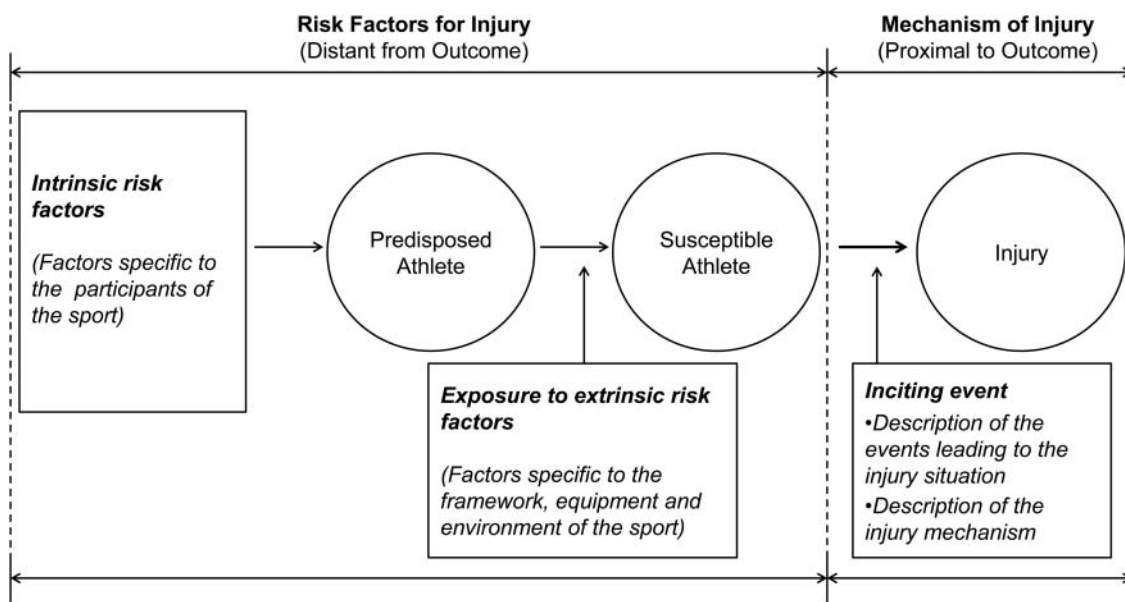 Risk Factors for Injury
(Distant from Outcome)
Mechanism of Injury
(Proximal to Outcome)
Intrinsic risk
factors
(Factors specific to
the participants of
the sport)
Predisposed
Athlete
Susceptible
Athlete
Injury
Exposure to extrinsic risk
factors
(Factors specific to the
framework, equipment and
environment of the sport)
Inciting event
•Description of the
events leading to the
injury situation
•Description of the
injury mechanism